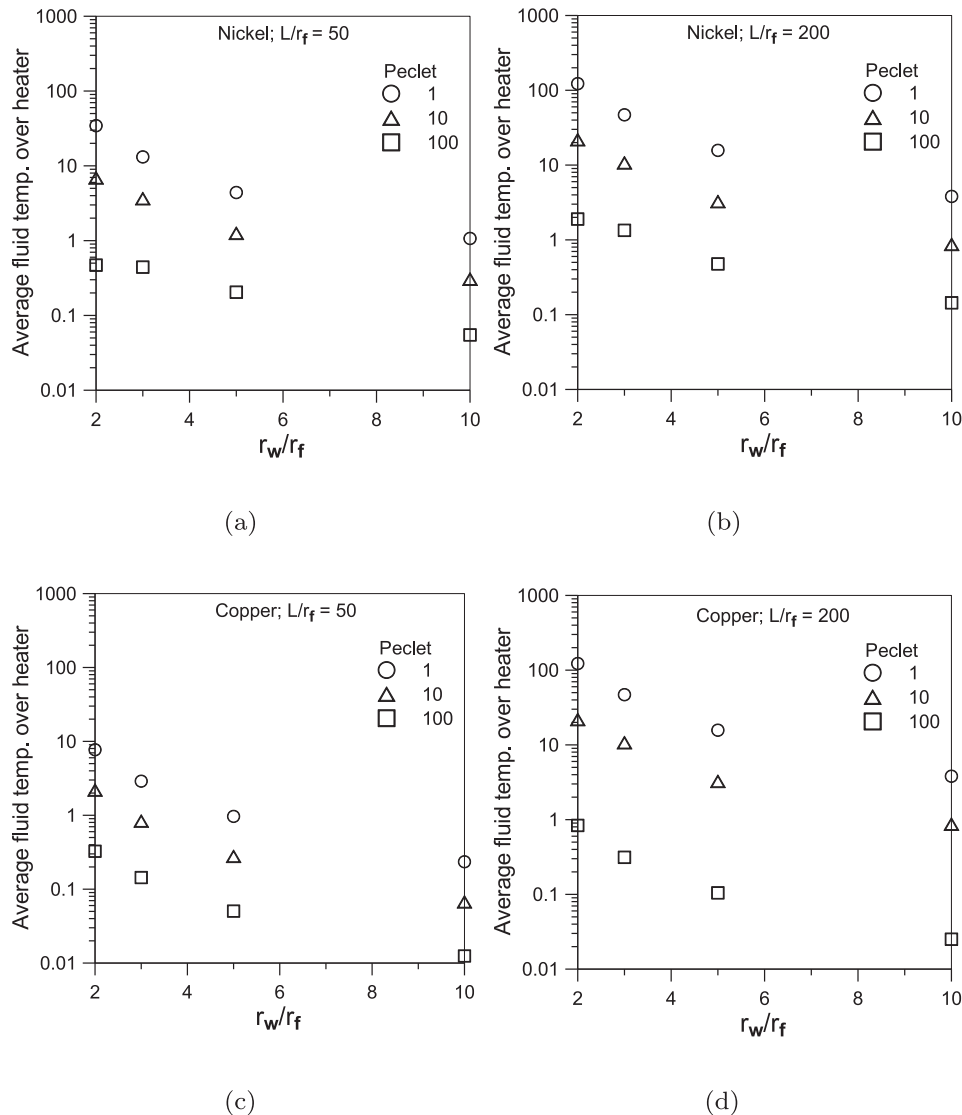 Nickel; L/rf = 50
Peclet
1
10
100
1000
100
10
1
0.1
0.01
Average fluid temp. over heater
2 4 6 8 10
rw/rf
(a)
Nickel; L/rf = 200
Peclet
1
10
100
1000
100
10
1
0.1
0.01
Average fluid temp. over heater
2 4 6 8 10
rw/rf
(b)
Copper; L/rf = 50
Peclet
1
10
100
1000
100
10
1
0.1
0.01
Average fluid temp. over heater
2 4 6 8 10
rw/rf
(c)
Copper; L/rf = 200
Peclet
1
10
100
1000
100
10
1
0.1
0.01
Average fluid temp. over heater
2 4 6 8 10
rw/rf
(d)